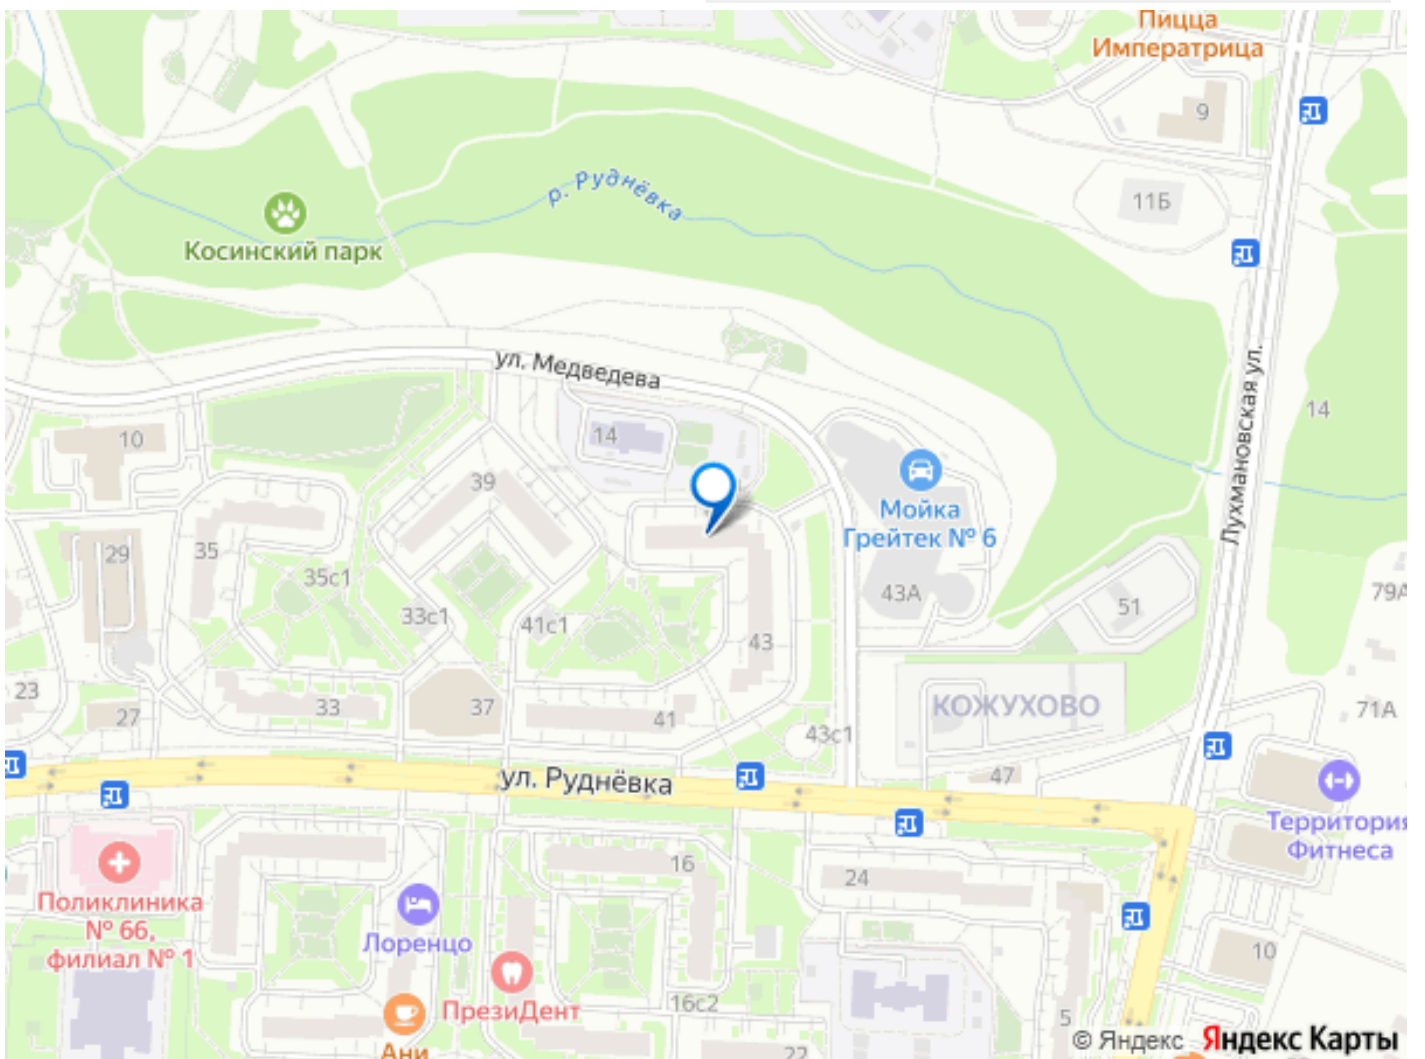 Пицца
Императрица
9
11Б
р. Руднёвка
Косинский парк
ул. Медведева
Лухмановская ул.
14
10
14
39
Мойка
Грейтек № 6
29
35
35с1
43А
51
79А
33с1
41с1
43
23
27
33
37
41
КОЖУХОВО
71А
43с1
47
ул. Руднёвка
Территория
Фитнеса
16
24
Поликлиника
№ 66,
филиал № 1
Лоренцо
10
ПрезиДент
16с2
5
Ани
22
© Яндекс Яндекс Карты